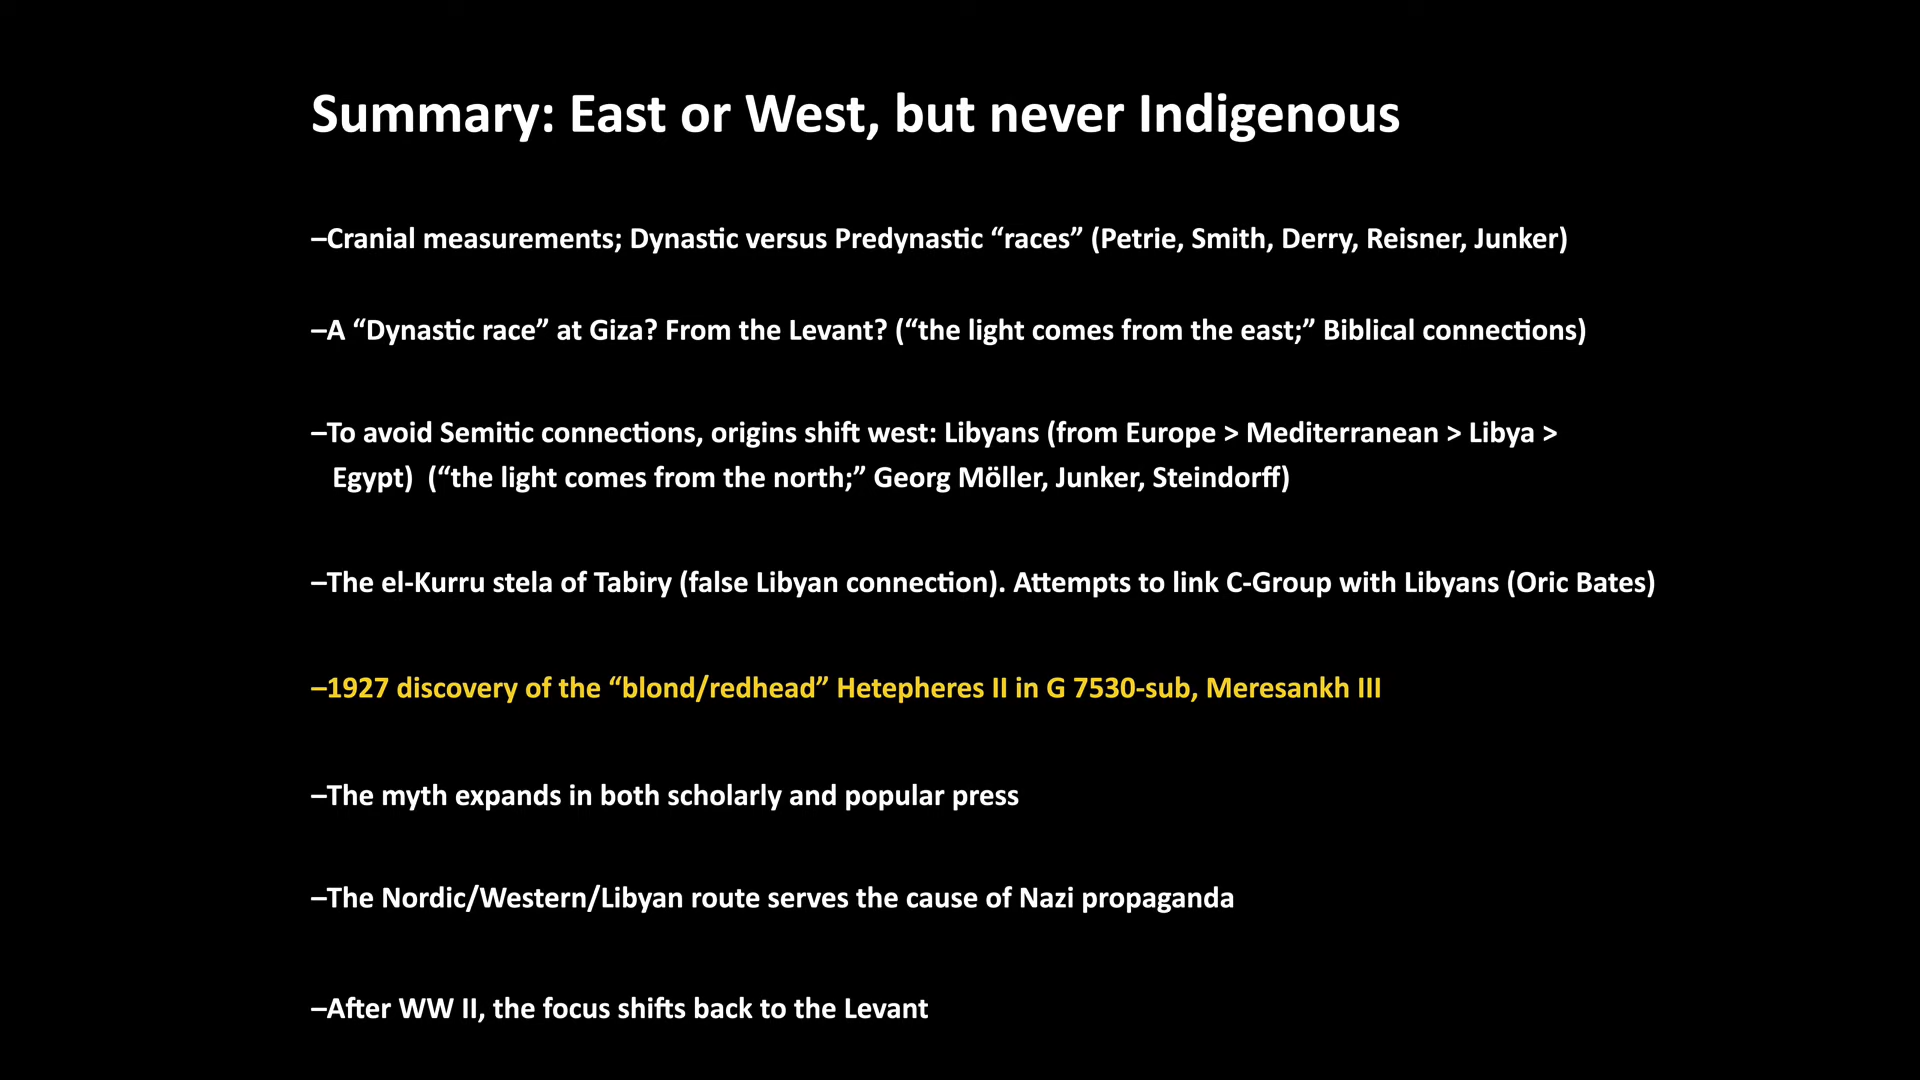 Summary: East or West, but never Indigenous
–Cranial measurements; Dynastic versus Predynastic “races” (Petrie, Smith, Derry, Reisner, Junker)
–A “Dynastic race” at Giza? From the Levant? (“the light comes from the east;” Biblical connections)
–To avoid Semitic connections, origins shift west: Libyans (from Europe > Mediterranean > Libya >
Egypt)  (“the light comes from the north;” Georg Möller, Junker, Steindorff)
–The el-Kurru stela of Tabiry (false Libyan connection). Attempts to link C-Group with Libyans (Oric Bates)
–1927 discovery of the “blond/redhead” Hetepheres II in G 7530-sub, Meresankh III
–The myth expands in both scholarly and popular press
–The Nordic/Western/Libyan route serves the cause of Nazi propaganda
–After WW II, the focus shifts back to the Levant